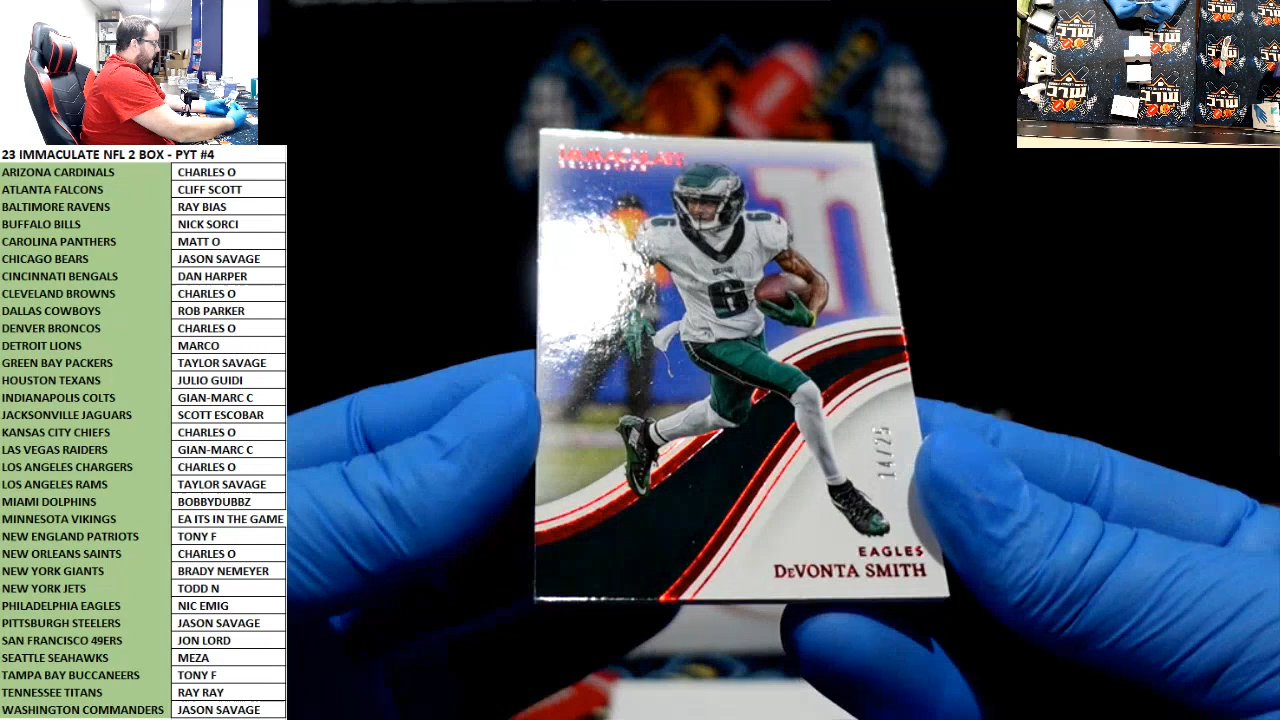 23 IMMACULATE NFL 2 BOX - PYT #4
ARIZONA CARDINALS CHARLES O
ATLANTA FALCONS CLIFF SCOTT
BALTIMORE RAVENS RAY BIAS
BUFFALO BILLS NICK SORCI
CAROLINA PANTHERS MATT O
CHICAGO BEARS JASON SAVAGE
CINCINNATI BENGALS DAN HARPER
CLEVELAND BROWNS CHARLES O
DALLAS COWBOYS ROB PARKER
DENVER BRONCOS CHARLES O
DETROIT LIONS MARCO
GREEN BAY PACKERS TAYLOR SAVAGE
HOUSTON TEXANS JULIO GUIDI
INDIANAPOLIS COLTS GIAN-MARC C
JACKSONVILLE JAGUARS SCOTT ESCOBAR
KANSAS CITY CHIEFS CHARLES O
LAS VEGAS RAIDERS GIAN-MARC C
LOS ANGELES CHARGERS CHARLES O
LOS ANGELES RAMS TAYLOR SAVAGE
MIAMI DOLPHINS BOBBYDUBBZ
MINNESOTA VIKINGS EA ITS IN THE GAME
NEW ENGLAND PATRIOTS TONY F
NEW ORLEANS SAINTS CHARLES O
NEW YORK GIANTS BRADY NEMEYER
NEW YORK JETS TODD N
PHILADELPHIA EAGLES NIC EMIG
PITTSBURGH STEELERS JASON SAVAGE
SAN FRANCISCO 49ERS JON LORD
SEATTLE SEAHAWKS MEZA
TAMPA BAY BUCCANEERS TONY F
TENNESSEE TITANS RAY RAY
WASHINGTON COMMANDERS JASON SAVAGE
IMMACULATE
COLLECTION
6
6
6
14/25
EAGLES
DEVONTA SMITH